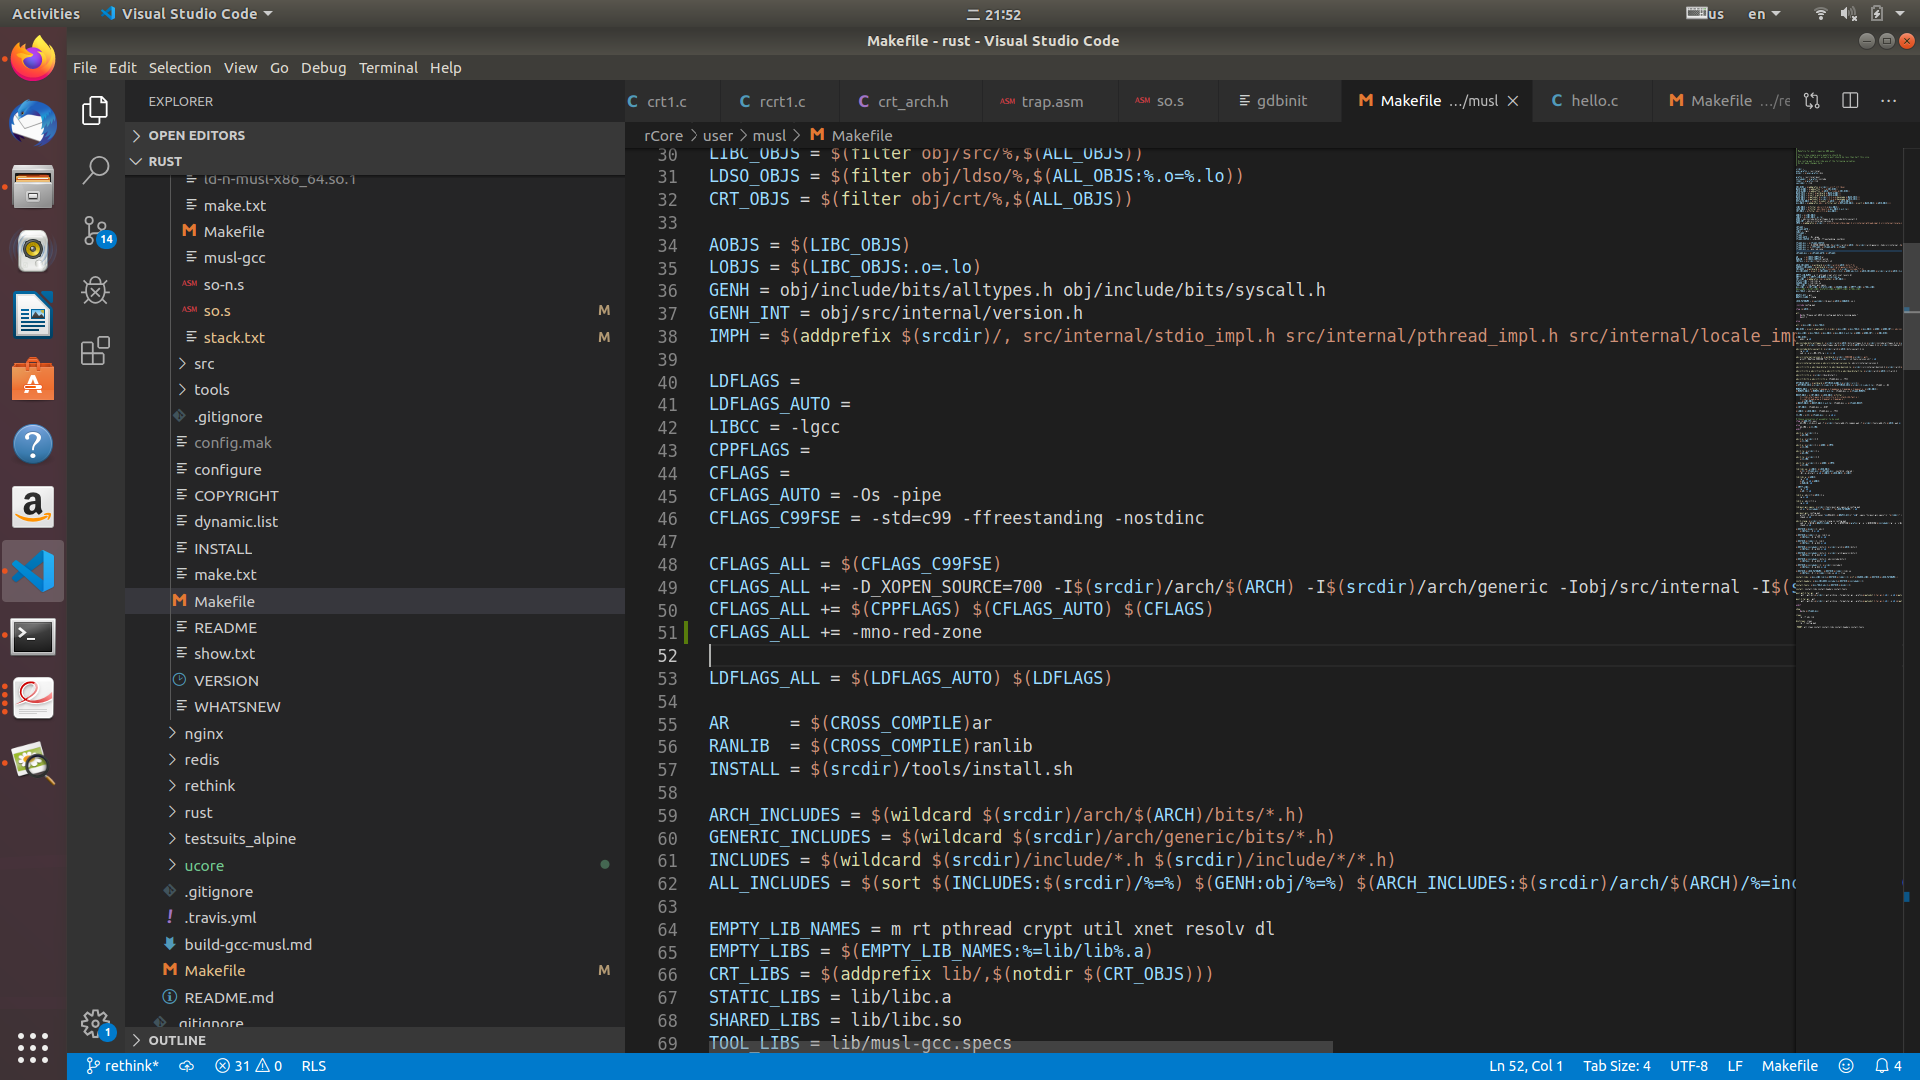 Activities
Visual Studio Code
二 21:52
us
en
Makefile - rust - Visual Studio Code
File Edit Selection View Go Debug Terminal Help
EXPLORER
OPEN EDITORS
RUST
ld-n-musl-x86_64.so.1
make.txt
M Makefile
musl-gcc
ASM so-n.s
ASM so.s M
stack.txt M
src
tools
.gitignore
config.mak
configure
COPYRIGHT
dynamic.list
INSTALL
make.txt
M Makefile
README
show.txt
VERSION
WHATSNEW
nginx
redis
rethink
rust
testsuits_alpine
ucore
.gitignore
! .travis.yml
build-gcc-musl.md
M Makefile M
README.md
.gitignore
OUTLINE
14
1
C crt1.c
C rcrt1.c
C crt_arch.h
ASM trap.asm
ASM so.s
gdbinit
M Makefile .../musl
C hello.c
M Makefile .../re
rCore > user > musl > M Makefile
30 LIBC_OBJS = $(filter obj/src/%,$(ALL_OBJS))
31 LDSO_OBJS = $(filter obj/ldso/%,$(ALL_OBJS:%.o=%.lo))
32 CRT_OBJS = $(filter obj/crt/%,$(ALL_OBJS))
33
34 AOBJS = $(LIBC_OBJS)
35 LOBJS = $(LIBC_OBJS:.o=.lo)
36 GENH = obj/include/bits/alltypes.h obj/include/bits/syscall.h
37 GENH_INT = obj/src/internal/version.h
38 IMPH = $(addprefix $(srcdir)/, src/internal/stdio_impl.h src/internal/pthread_impl.h src/internal/locale_imp
39
40 LDFLAGS =
41 LDFLAGS_AUTO =
42 LIBCC = -lgcc
43 CPPFLAGS =
44 CFLAGS =
45 CFLAGS_AUTO = -Os -pipe
46 CFLAGS_C99FSE = -std=c99 -ffreestanding -nostdinc
47
48 CFLAGS_ALL = $(CFLAGS_C99FSE)
49 CFLAGS_ALL += -D_XOPEN_SOURCE=700 -I$(srcdir)/arch/$(ARCH) -I$(srcdir)/arch/generic -Iobj/src/internal -I$(s
50 CFLAGS_ALL += $(CPPFLAGS) $(CFLAGS_AUTO) $(CFLAGS)
51 CFLAGS_ALL += -mno-red-zone
52
53 LDFLAGS_ALL = $(LDFLAGS_AUTO) $(LDFLAGS)
54
55 AR      = $(CROSS_COMPILE)ar
56 RANLIB  = $(CROSS_COMPILE)ranlib
57 INSTALL = $(srcdir)/tools/install.sh
58
59 ARCH_INCLUDES = $(wildcard $(srcdir)/arch/$(ARCH)/bits/*.h)
60 GENERIC_INCLUDES = $(wildcard $(srcdir)/arch/generic/bits/*.h)
61 INCLUDES = $(wildcard $(srcdir)/include/*.h $(srcdir)/include/*/*.h)
62 ALL_INCLUDES = $(sort $(INCLUDES:$(srcdir)/%=%) $(GENH:obj/%=%) $(ARCH_INCLUDES:$(srcdir)/arch/$(ARCH)/%=inc
63
64 EMPTY_LIB_NAMES = m rt pthread crypt util xnet resolv dl
65 EMPTY_LIBS = $(EMPTY_LIB_NAMES:%=lib/lib%.a)
66 CRT_LIBS = $(addprefix lib/,$(notdir $(CRT_OBJS)))
67 STATIC_LIBS = lib/libc.a
68 SHARED_LIBS = lib/libc.so
69 TOOL_LIBS = lib/musl-gcc.specs
rethink*
31
0
RLS
Ln 52, Col 1
Tab Size: 4
UTF-8
LF
Makefile
4